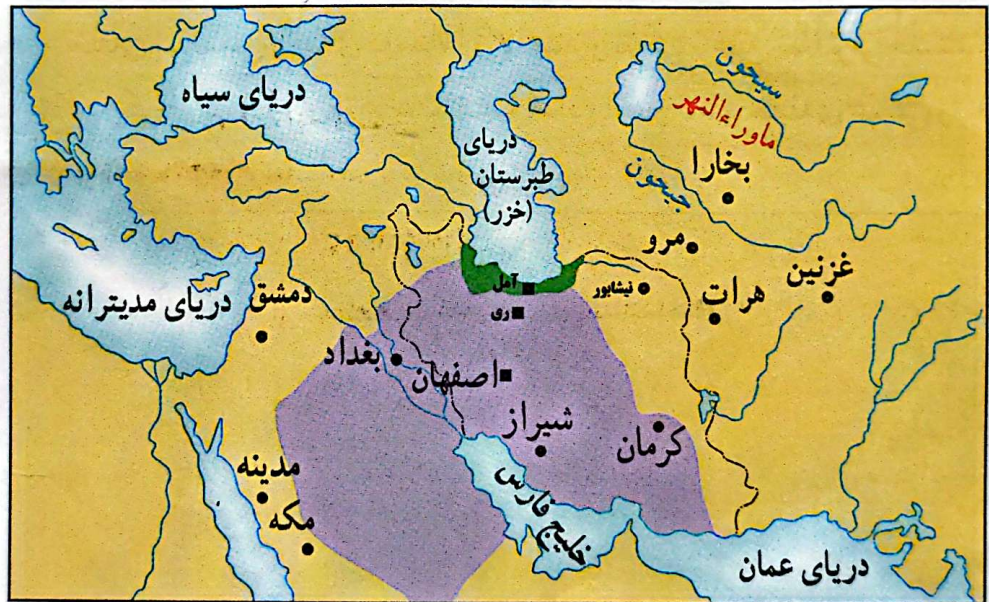 دریای سیاه
دریای
طبرستان
(خزر)
سیحون
ماوراءالنهر
بخارا
جیحون
مرو
غزنین
هرات
نیشابور
آمل
ری
دریای مدیترانه
دمشق
بغداد
اصفهان
شیراز
کرمان
مدینه
مکه
خلیج فارس
دریای عمان